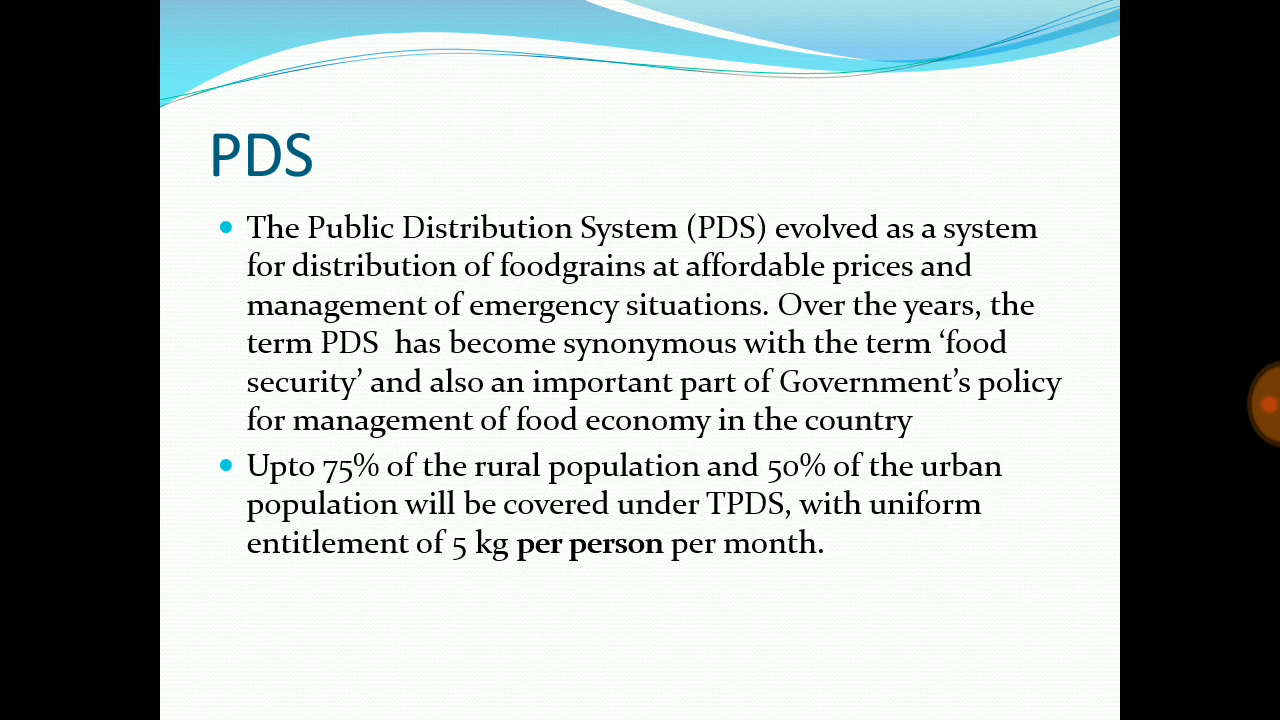 PDS
The Public Distribution System (PDS) evolved as a system
for distribution of foodgrains at affordable prices and
management of emergency situations. Over the years, the
term PDS  has become synonymous with the term ‘food
security’ and also an important part of Government’s policy
for management of food economy in the country
Upto 75% of the rural population and 50% of the urban
population will be covered under TPDS, with uniform
entitlement of 5 kg per person per month.